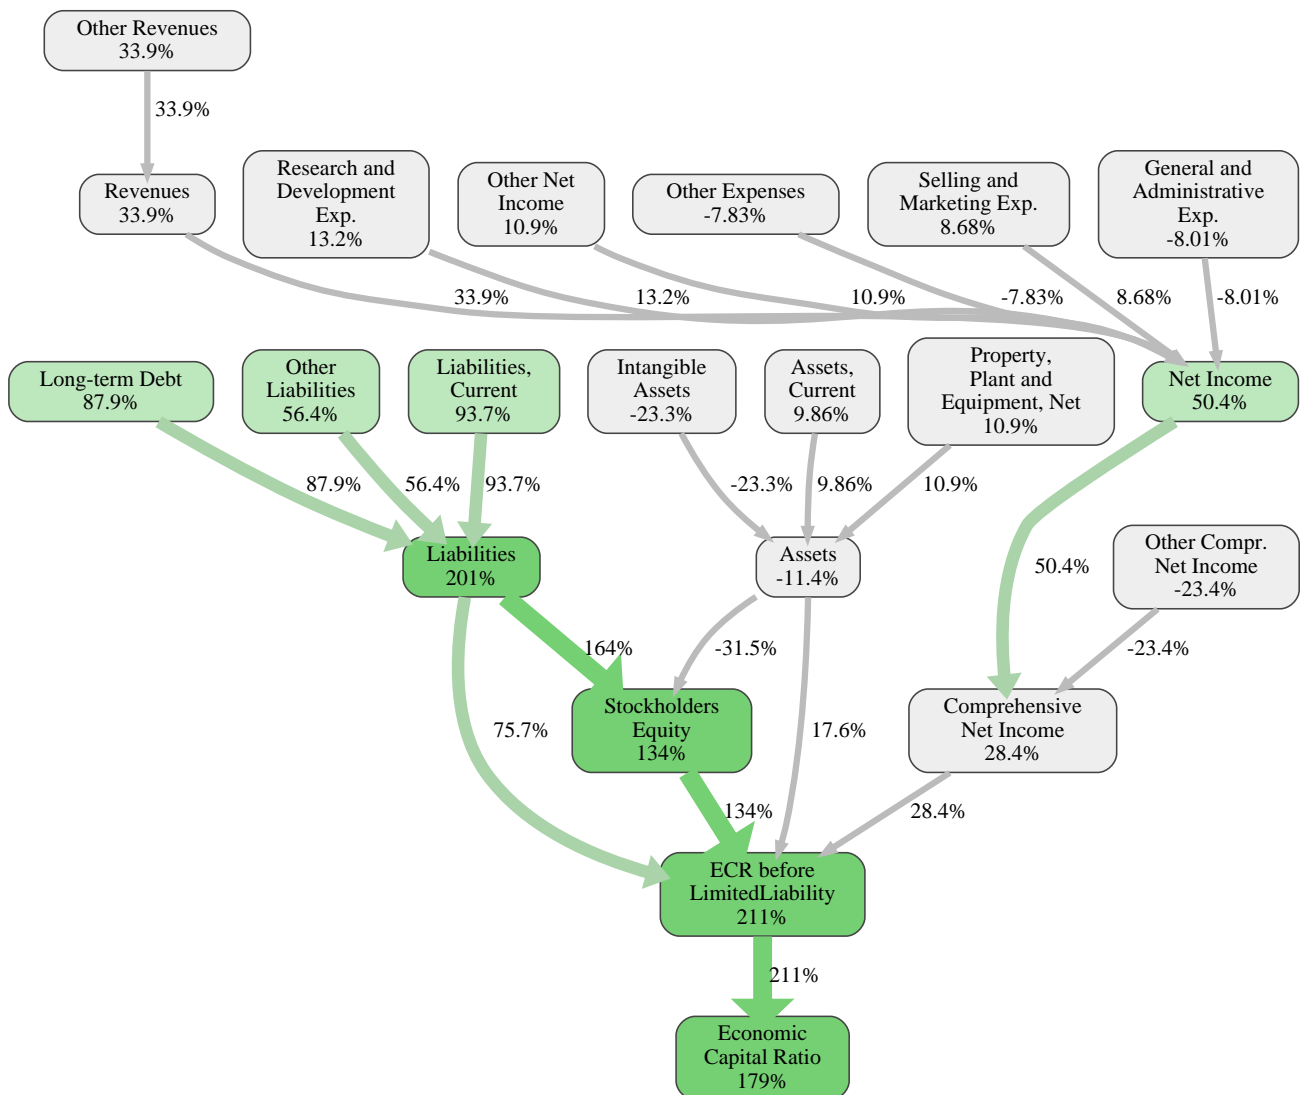 Other Revenues
33.9%
33.9%
Revenues
33.9%
Research and
Development
Exp.
13.2%
Other Net
Income
10.9%
Other Expenses
-7.83%
Selling and
Marketing Exp.
8.68%
General and
Administrative
Exp.
-8.01%
33.9%
13.2%
10.9%
-7.83%
8.68%
-8.01%
Long-term Debt
87.9%
Other
Liabilities
56.4%
Liabilities,
Current
93.7%
Intangible
Assets
-23.3%
Assets,
Current
9.86%
Property,
Plant and
Equipment, Net
10.9%
Net Income
50.4%
87.9%
56.4%
93.7%
-23.3%
9.86%
10.9%
Liabilities
201%
Assets
-11.4%
50.4%
Other Compr.
Net Income
-23.4%
164%
-31.5%
-23.4%
75.7%
Stockholders
Equity
134%
17.6%
Comprehensive
Net Income
28.4%
134%
28.4%
ECR before
LimitedLiability
211%
211%
Economic
Capital Ratio
179%